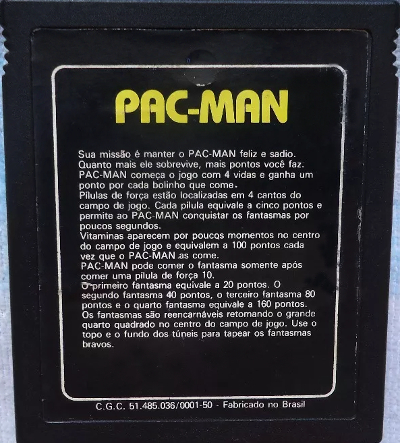 PAC-MAN
Sua missão é manter o PAC-MAN feliz e sadio.
Quanto mais ele sobrevive, mais pontos você faz.
PAC-MAN começa o jogo com 4 vidas e ganha um
ponto por cada bolinho que come.
Pílulas de força estão localizadas em 4 cantos do
campo de jogo. Cada pílula equivale a cinco pontos e
permite ao PAC-MAN conquistar os fantasmas por
poucos segundos.
Vitaminas aparecem por poucos momentos no centro
do campo de jogo e equivalem a 100 pontos cada
vez que o PAC-MAN as come.
PAC-MAN pode comer o fantasma somente após
comer uma pílula de força 10.
O primeiro fantasma equivale a 20 pontos. O
segundo fantasma 40 pontos, o terceiro fantasma 80
pontos e o quarto fantasma equivale a 160 pontos.
Os fantasmas são reencarnáveis retornando o grande
quarto quadrado no centro do campo de jogo. Use o
topo e o fundo dos túneis para tapear os fantasmas
bravos.
C.G.C. 51.485.036/0001-50 - Fabricado no Brasil